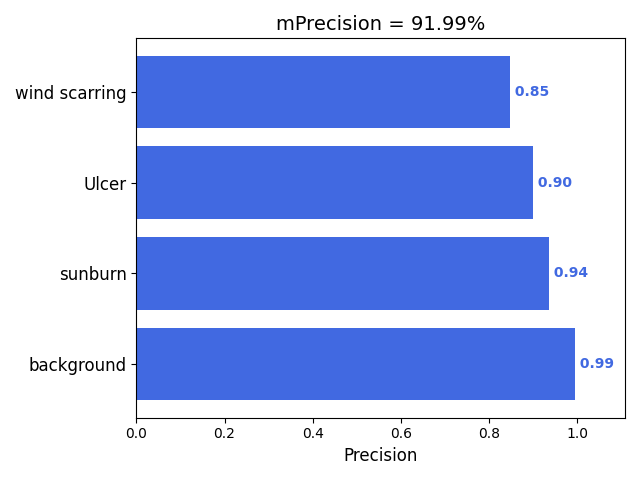 mPrecision = 91.99%
wind scarring 0.85
Ulcer 0.90
sunburn 0.94
background 0.99
0.0 0.2 0.4 0.6 0.8 1.0
Precision